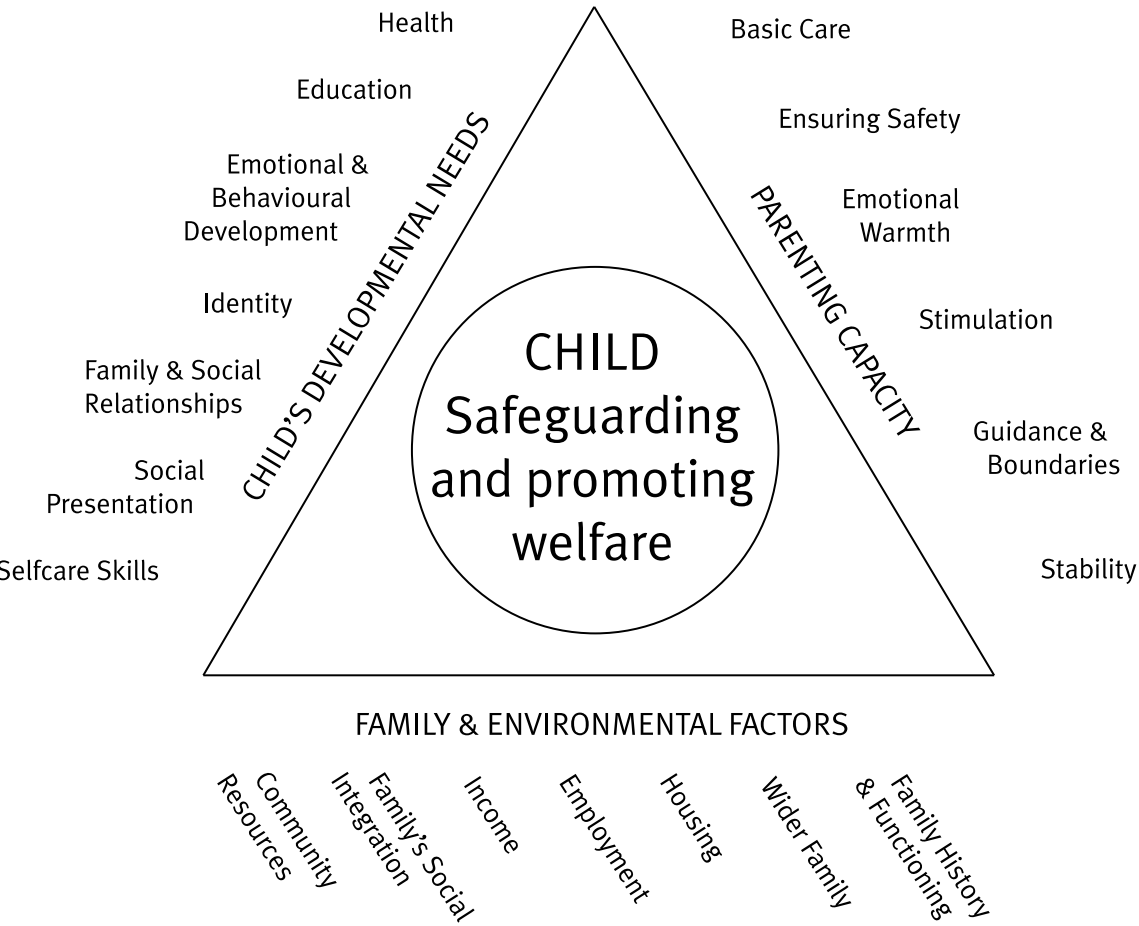 Health
Education
Emotional &
Behavioural
Development
Identity
Family & Social
Relationships
Social
Presentation
Selfcare Skills
CHILD’S DEVELOPMENTAL NEEDS
Basic Care
Ensuring Safety
Emotional
Warmth
Stimulation
Guidance &
Boundaries
Stability
PARENTING CAPACITY
CHILD
Safeguarding
and promoting
welfare
FAMILY & ENVIRONMENTAL FACTORS
Community
Resources
Family’s Social
Integration
Income
Employment
Housing
Wider Family
Family History
& Functioning